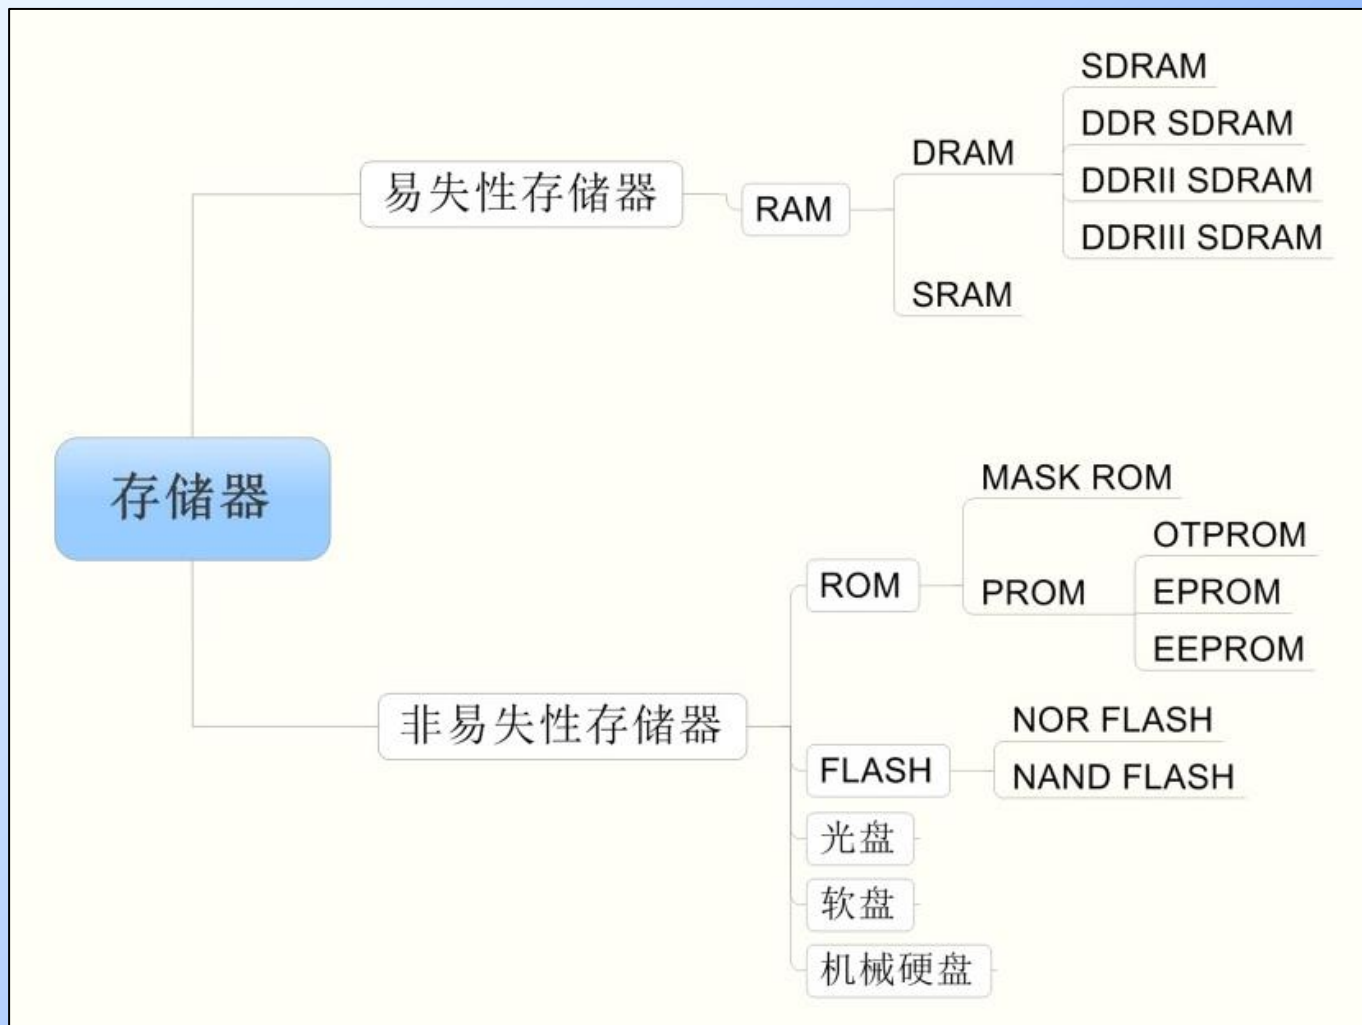 存储器
易失性存储器
RAM
DRAM
SDRAM
DDR SDRAM
DDRII SDRAM
DDRIII SDRAM
SRAM
非易失性存储器
ROM
MASK ROM
PROM
OTPROM
EPROM
EEPROM
FLASH
NOR FLASH
NAND FLASH
光盘
软盘
机械硬盘